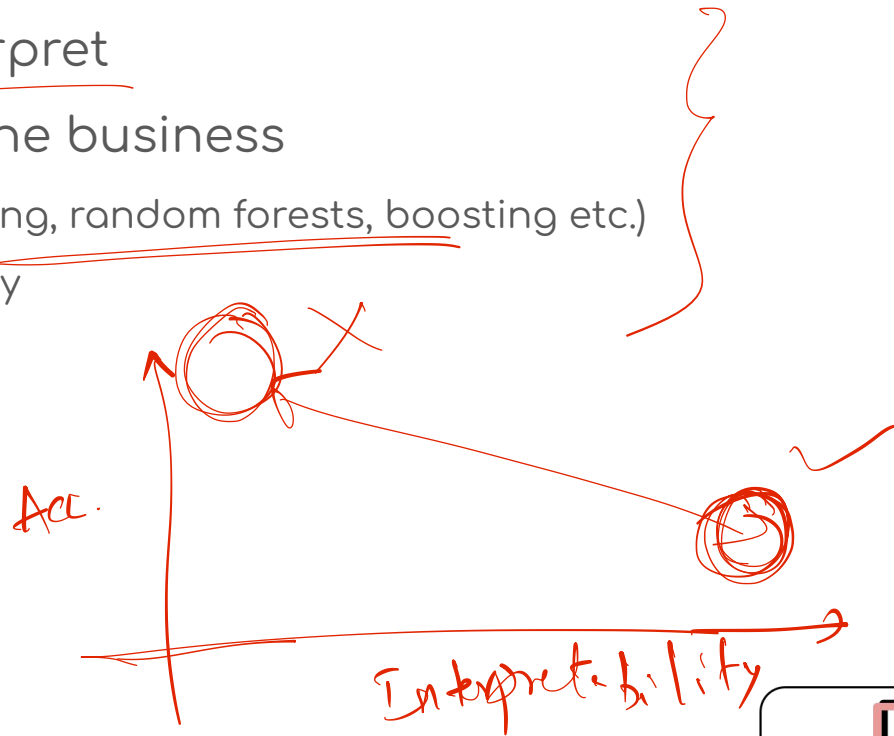 rpret
ne business
ng, random forests, boosting etc.)
y
Acc.
Interpretability